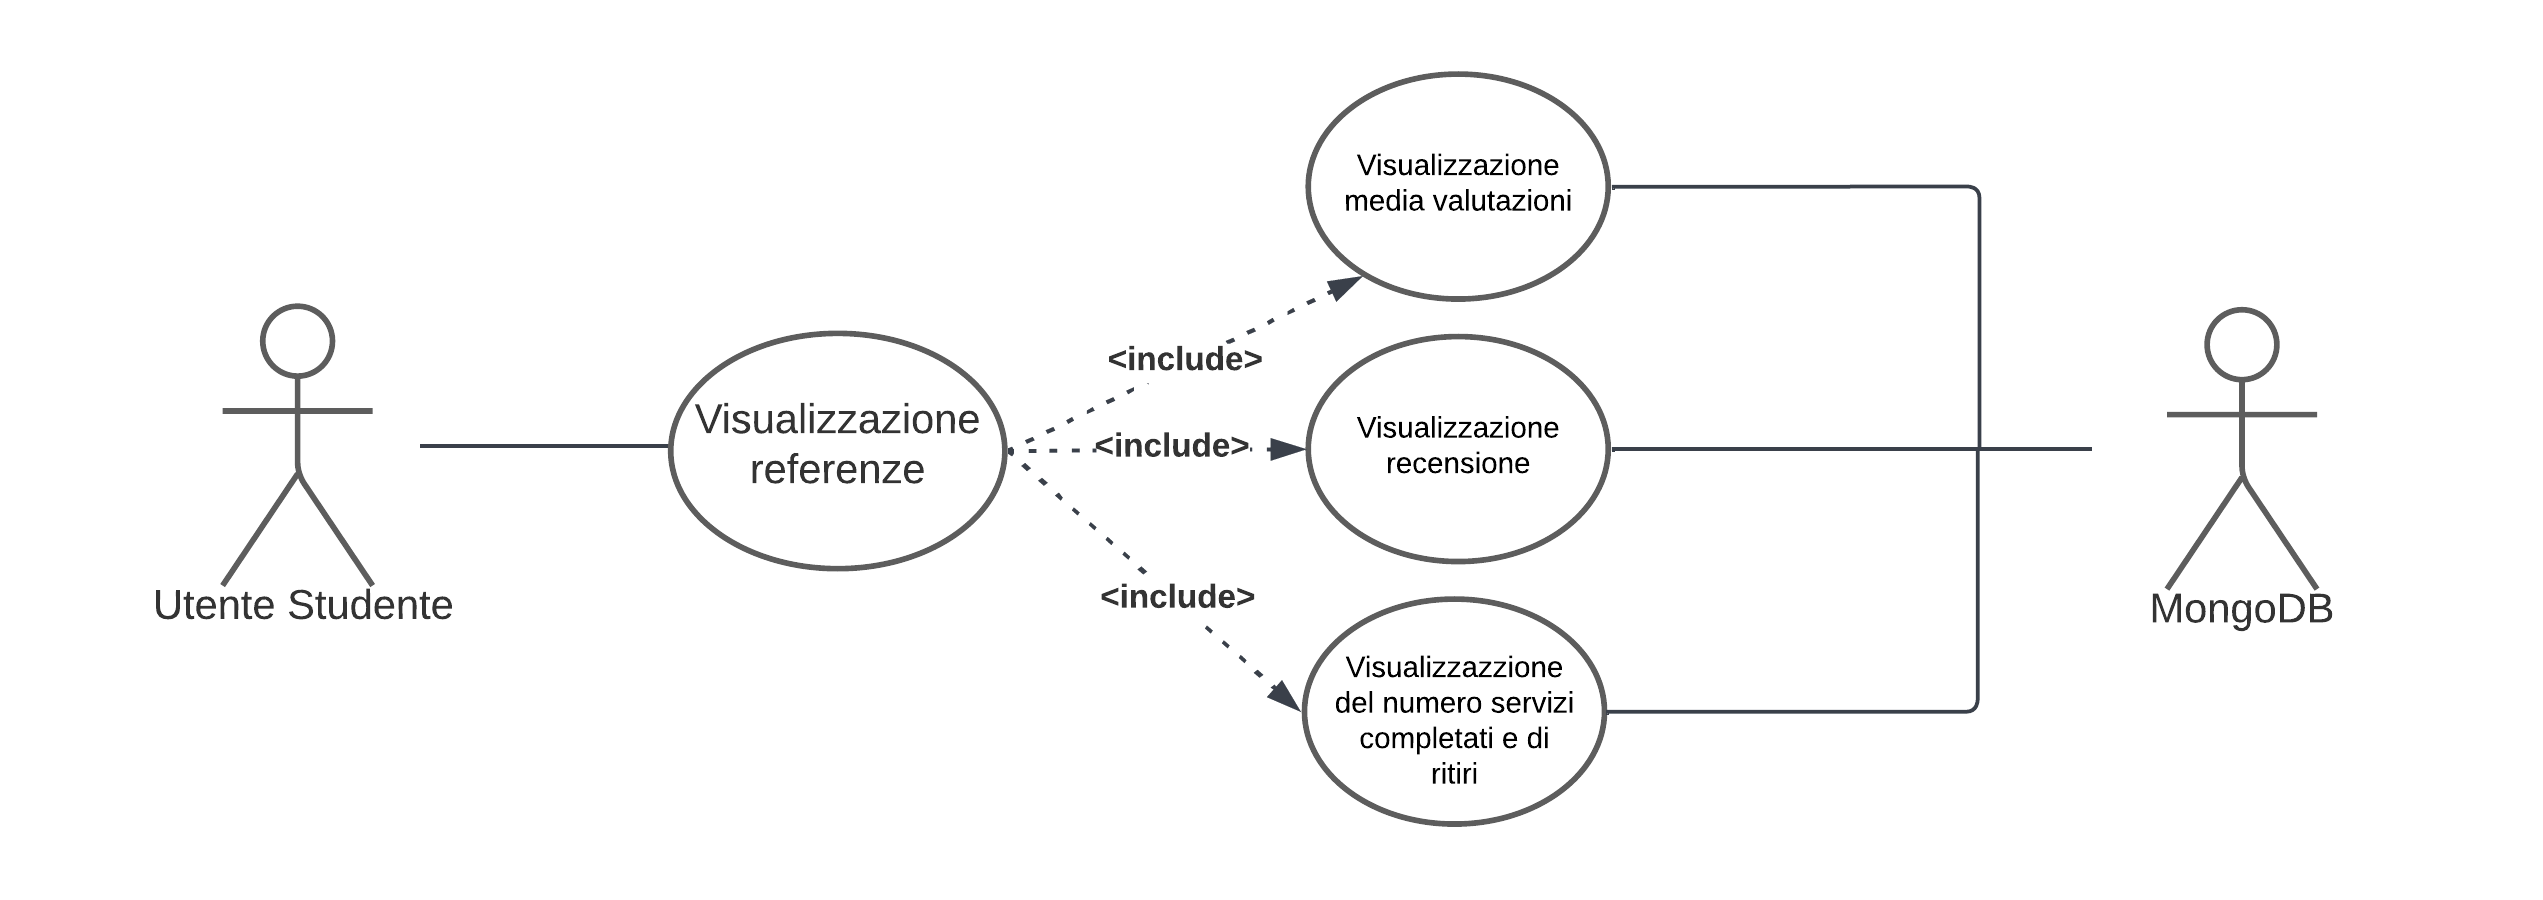 Utente Studente
Visualizzazione
referenze
<include>
<include>
<include>
Visualizzazione
media valutazioni
Visualizzazione
recensione
Visualizzazzione
del numero servizi
completati e di
ritiri
MongoDB